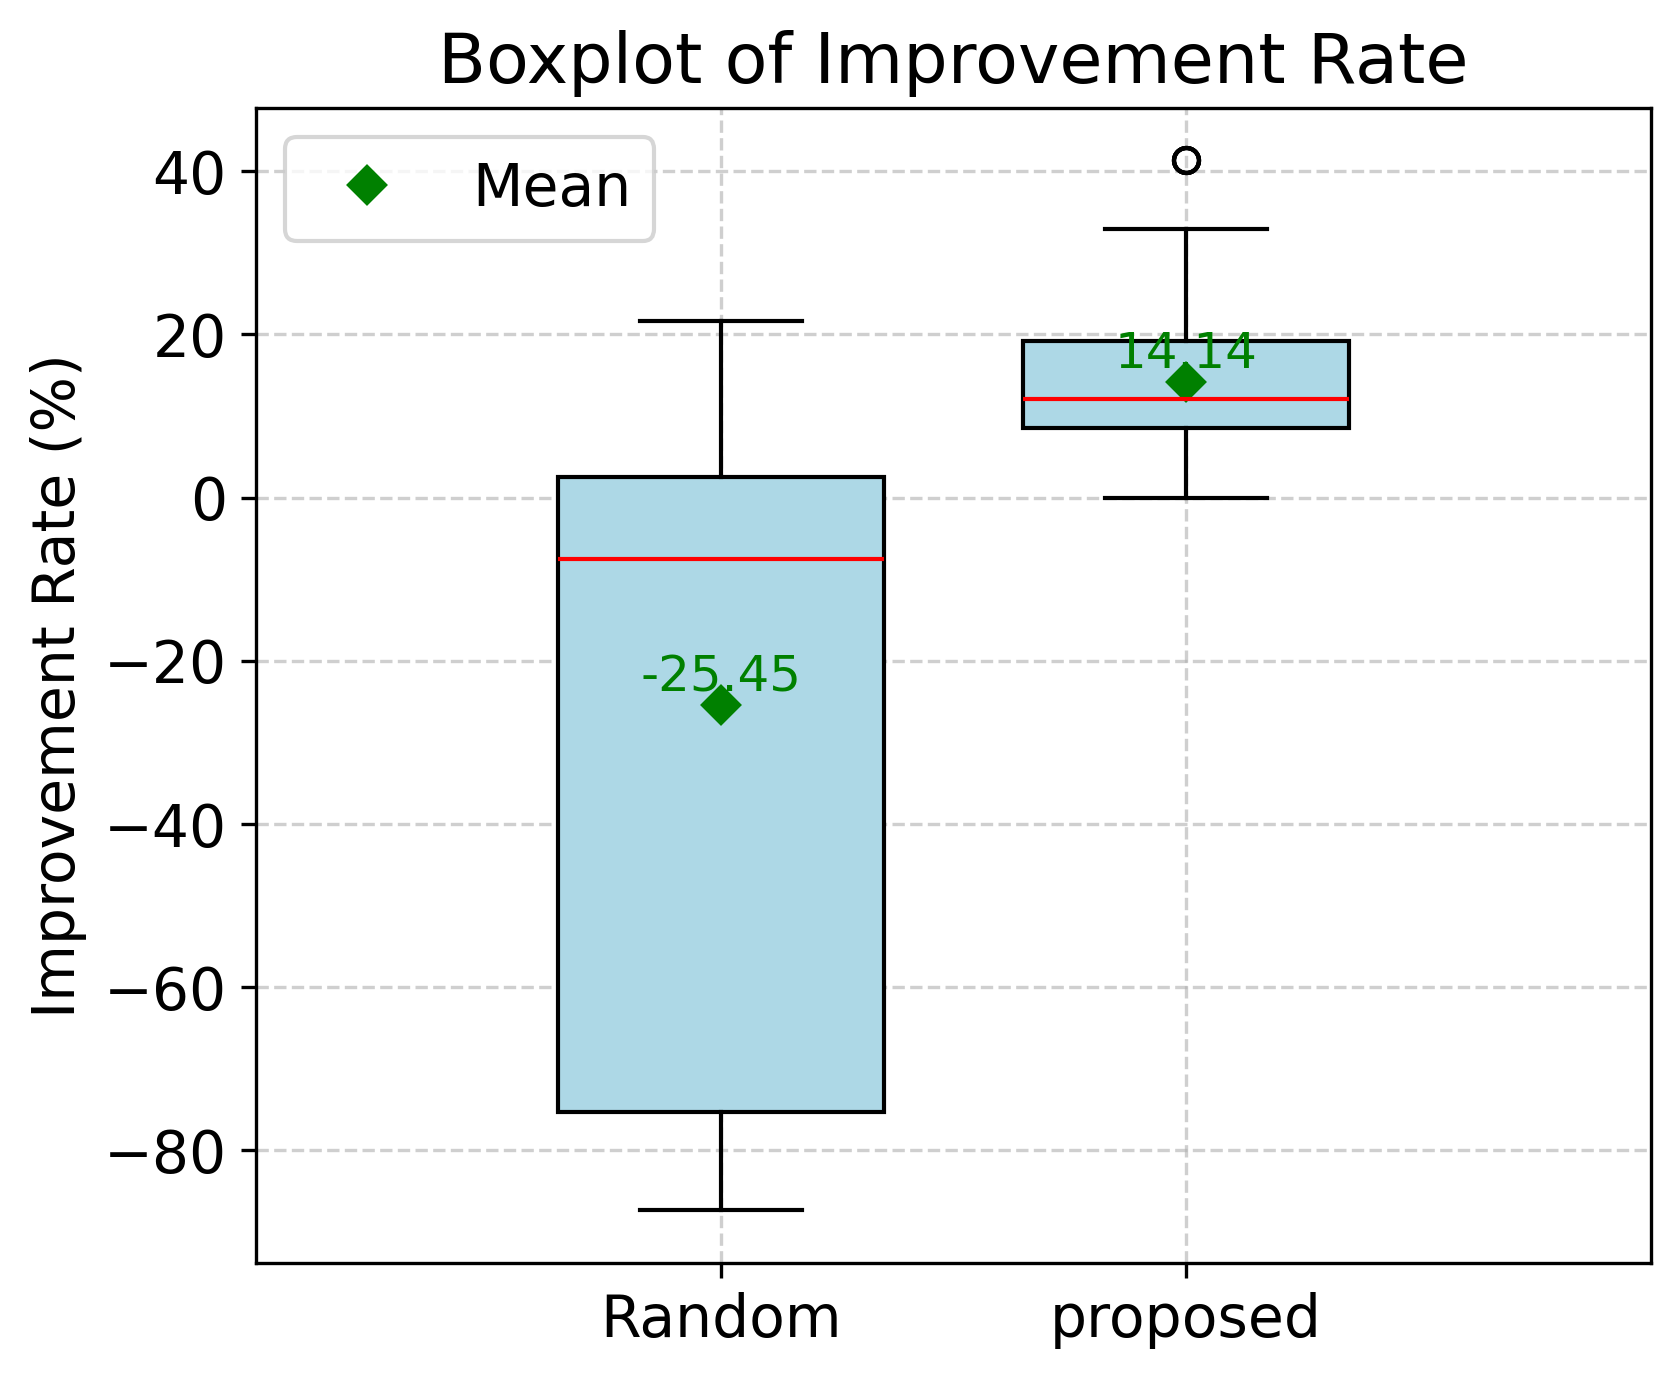 Boxplot of Improvement Rate
Mean
40
20
0
−20
−40
−60
−80
Improvement Rate (%)
-25.45
14.14
Random
proposed